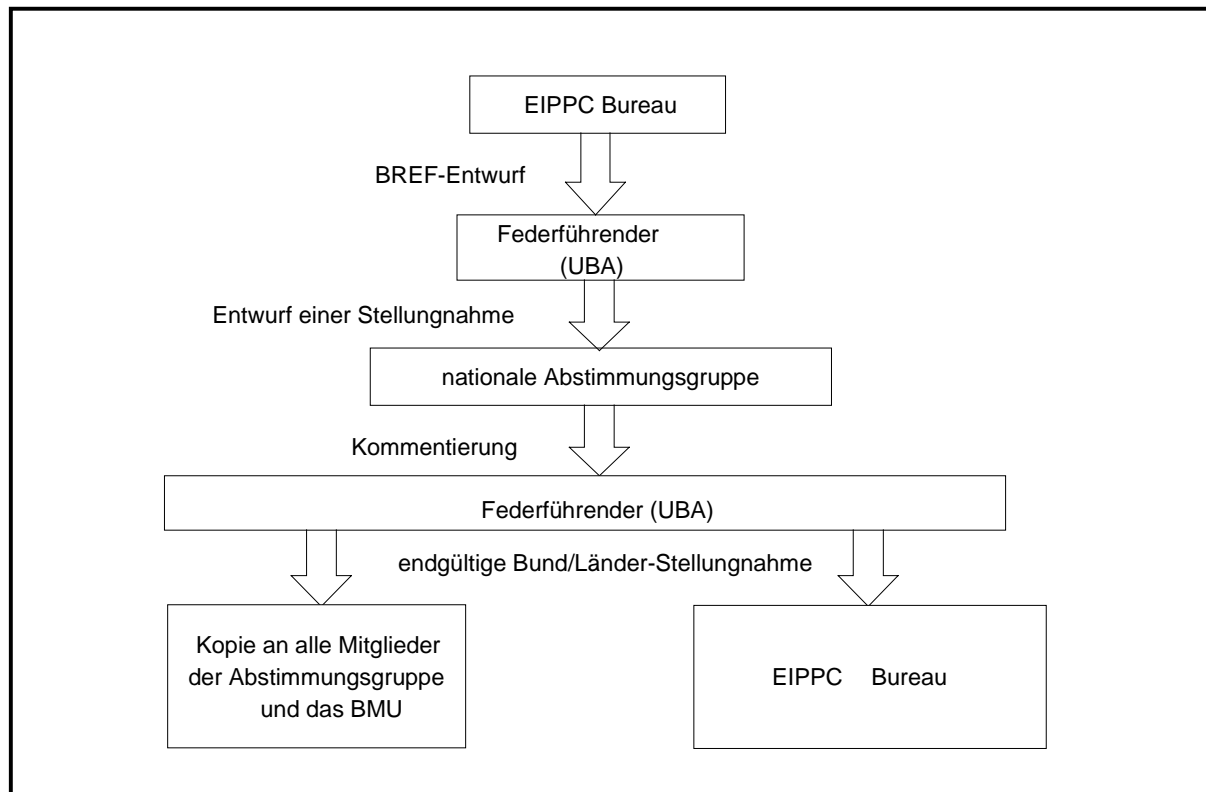 EIPPC Bureau
BREF-Entwurf
Federführender
(UBA)
Entwurf einer Stellungnahme
nationale Abstimmungsgruppe
Kommentierung
Federführender (UBA)
endgültige Bund/Länder-Stellungnahme
Kopie an alle Mitglieder
der Abstimmungsgruppe
und das BMU
EIPPC Bureau